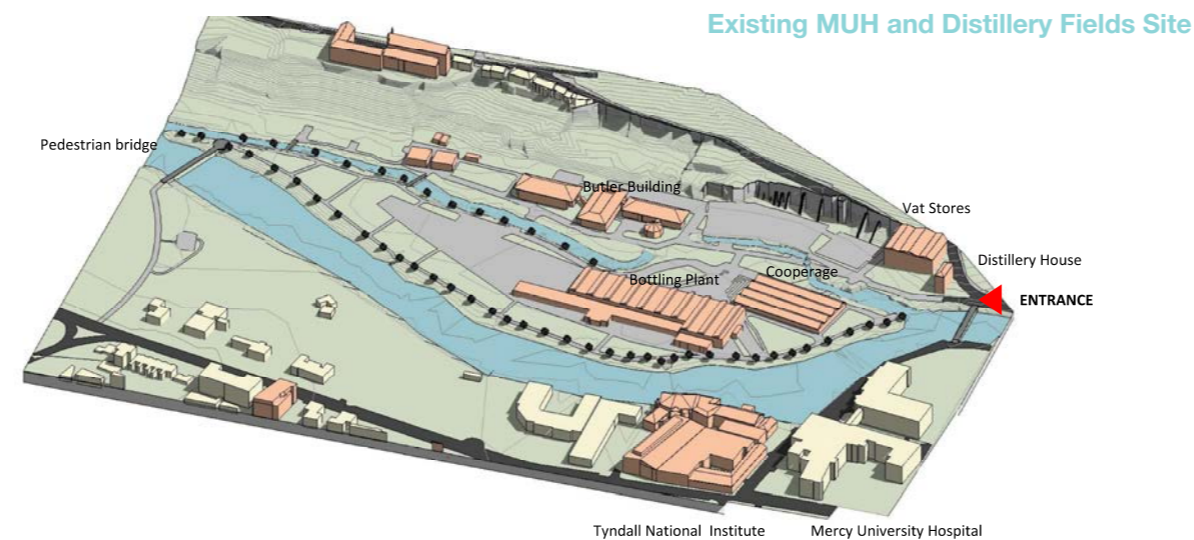 Existing MUH and Distillery Fields Site
Pedestrian bridge
Butler Building
Vat Stores
Distillery House
Bottling Plant
Cooperage
ENTRANCE
Tyndall National Institute
Mercy University Hospital